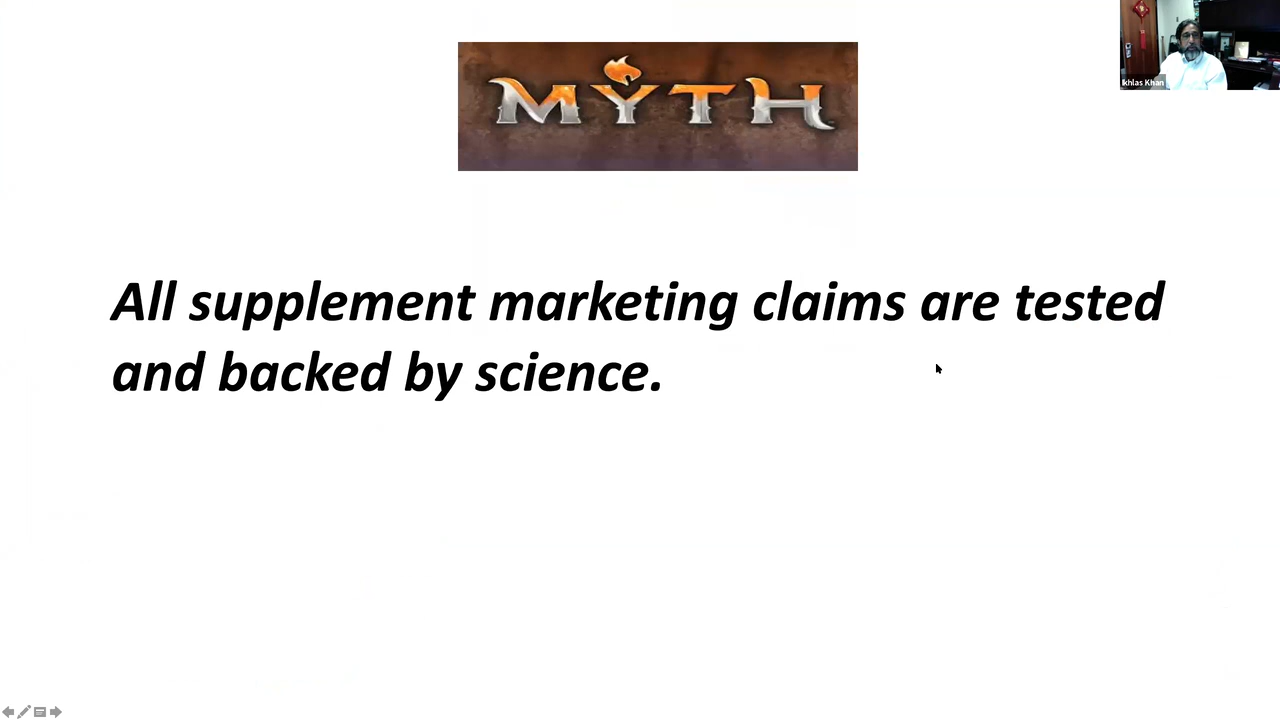 MYTH
Ikhlas Khan
All supplement marketing claims are tested
and backed by science.